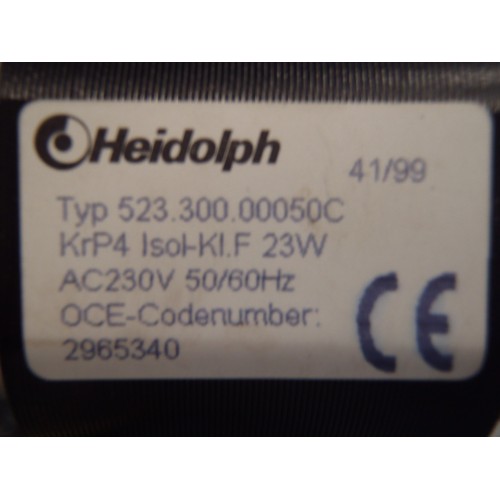 Heidolph
41/99
Typ 523.300.00050C
KrP4 Isol-Kl.F 23W
AC230V 50/60Hz
OCE-Codenumber:
2965340
CE